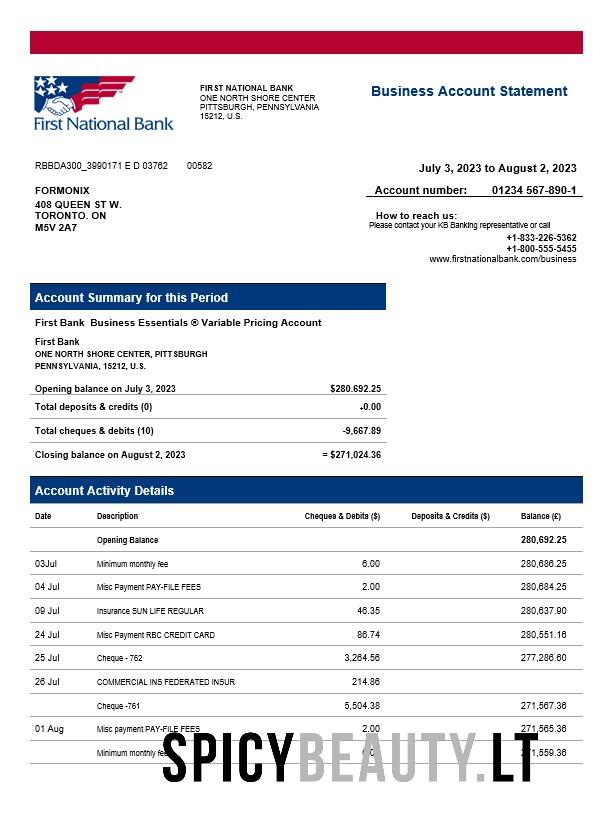 First National Bank
FIRST NATIONAL BANK
ONE NORTH SHORE CENTER
PITTSBURGH, PENNSYLVANIA
15212, U.S.
Business Account Statement
RBBDA300_3990171 E D 03762 00582
July 3, 2023 to August 2, 2023
FORMONIX
Account number: 01234 567-890-1
408 QUEEN ST W.
TORONTO. ON
M5V 2A7
How to reach us:
Please contact your KB Banking representive or call
+1-833-226-5362
+1-800-555-5455
www.firstnationalbank.com/business
Account Summary for this Period
First Bank Business Essentials ® Variable Pricing Account
First Bank
ONE NORTH SHORE CENTER, PITTSBURGH
PENNSYLVANIA, 15212, U.S.
Opening balance on July 3, 2023 $280.692.25
Total deposits & credits (0) +0.00
Total cheques & debits (10) -9,667.89
Closing balance on August 2, 2023 = $271,024.36
Account Activity Details
Date Description Cheques & Debits ($) Deposits & Credits ($) Balance (£)
Opening Balance 280,692.25
03Jul Minimum monthly fee 6.00 280,686.25
04 Jul Misc Payment PAY-FILE FEES 2.00 280,684.25
09 Jul Insurance SUN LIFE REGULAR 46.35 280,637.90
24 Jul Misc Payment RBC CREDIT CARD 86.74 280,551.16
25 Jul Cheque - 762 3,264.56 277,286.60
26 Jul COMMERCIAL INS FEDERATED INSUR 214.86
Cheque -761 5,504.38 271,567.36
01 Aug Misc payment PAY-FILE FEES 2.00 271,565.36
Minimum monthly fee 271,559.36
SPICYBEAUTY.LT